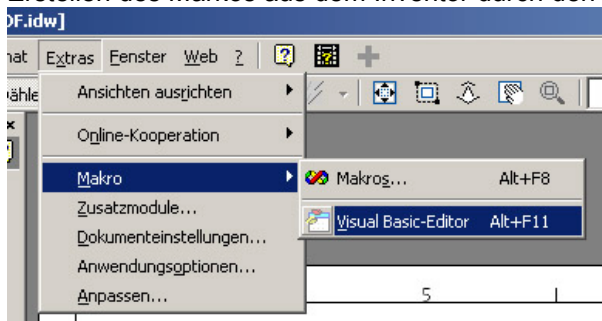 Erstellen des Makros aus dem Inventor durch den
DF.idw]
nat Extras Fenster Web ?
Ansichten ausrichten
Online-Kooperation
Makro
Makros... Alt+F8
Zusatzmodule...
Visual Basic-Editor Alt+F11
Dokumenteinstellungen...
Anwendungsoptionen...
Anpassen...
5